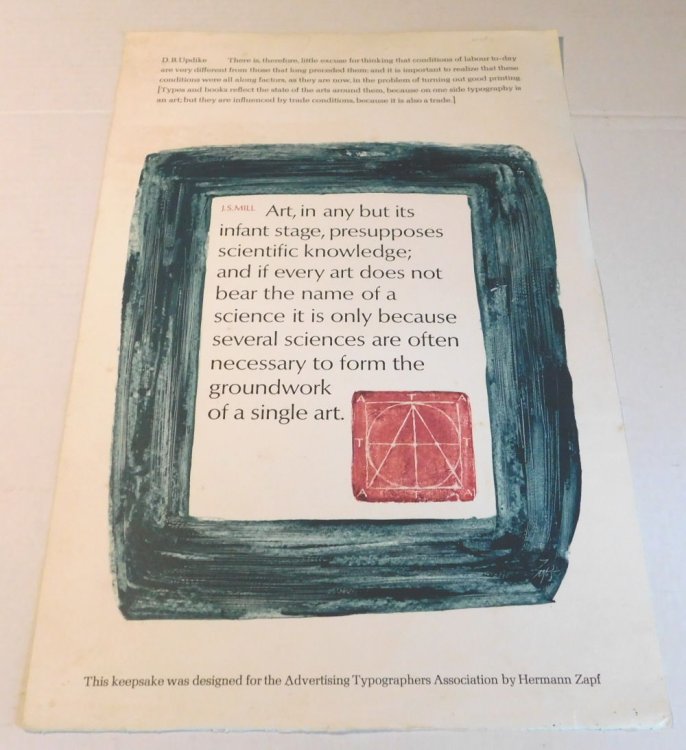 D.B.Updike There is, therefore, little excuse for thinking that conditions of labour to-day
are very different from those that long preceded them; and it is important to realize that these
conditions were all along factors, as they are now, in the problem of turning out good printing.
[Types and books reflect the state of the arts around them, because on one side typography is
an art; but they are influenced by trade conditions, because it is also a trade.]
J.S.MILL Art, in any but its
infant stage, presupposes
scientific knowledge;
and if every art does not
bear the name of a
science it is only because
several sciences are often
necessary to form the
groundwork
of a single art.
A T A
T T
A T T A
Zapf
This keepsake was designed for the Advertising Typographers Association by Hermann Zapf